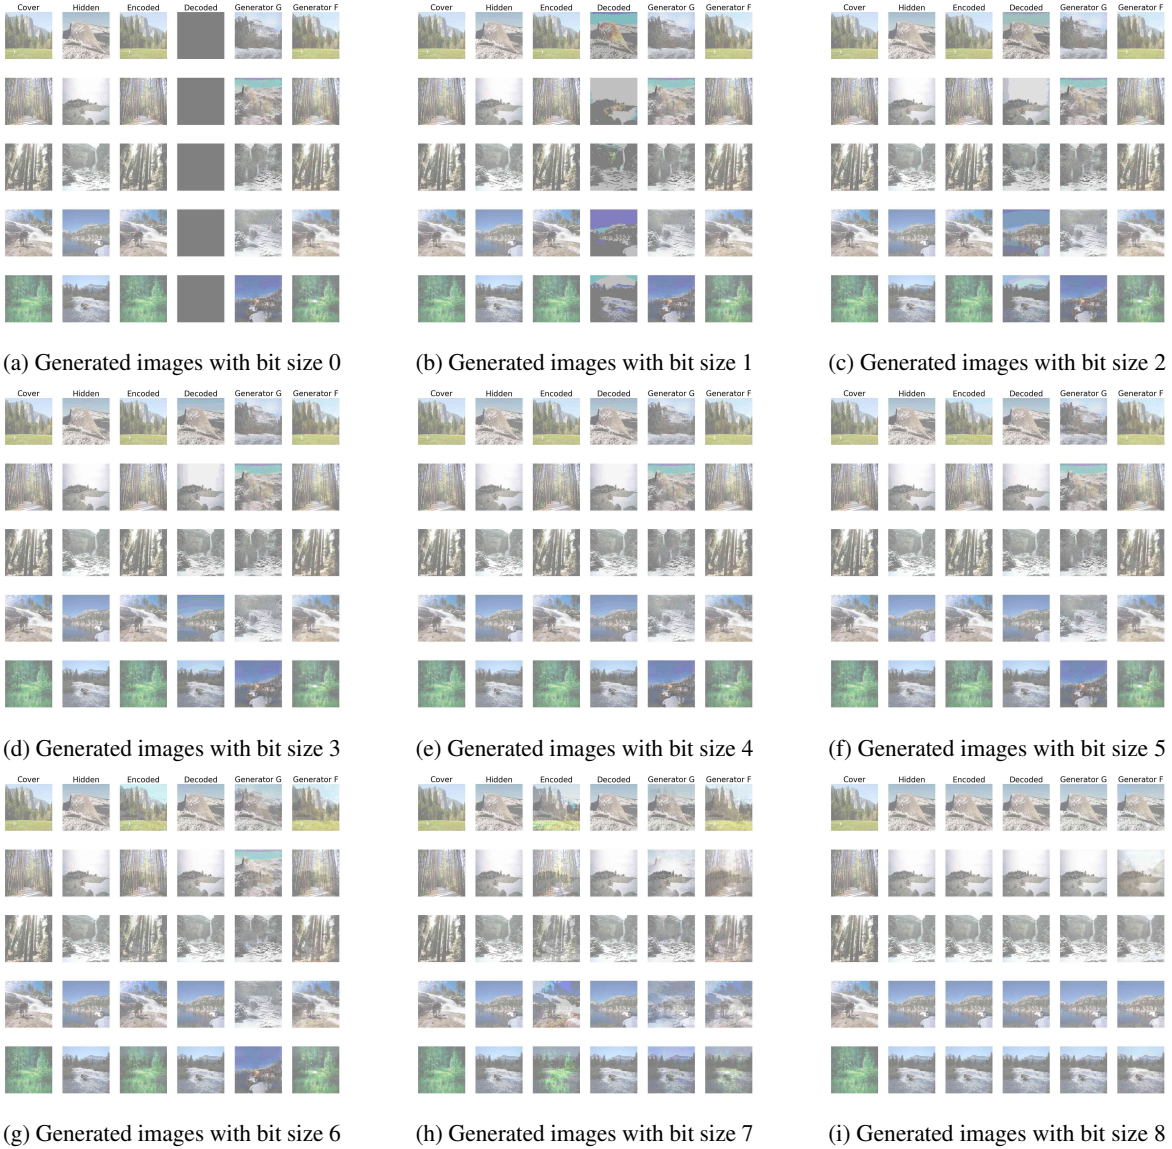 Cover Hidden Encoded Decoded Generator G Generator F
Cover Hidden Encoded Decoded Generator G Generator F
Cover Hidden Encoded Decoded Generator G Generator F
(a) Generated images with bit size 0
(b) Generated images with bit size 1
(c) Generated images with bit size 2
Cover Hidden Encoded Decoded Generator G Generator F
Cover Hidden Encoded Decoded Generator G Generator F
Cover Hidden Encoded Decoded Generator G Generator F
(d) Generated images with bit size 3
(e) Generated images with bit size 4
(f) Generated images with bit size 5
Cover Hidden Encoded Decoded Generator G Generator F
Cover Hidden Encoded Decoded Generator G Generator F
Cover Hidden Encoded Decoded Generator G Generator F
(g) Generated images with bit size 6
(h) Generated images with bit size 7
(i) Generated images with bit size 8